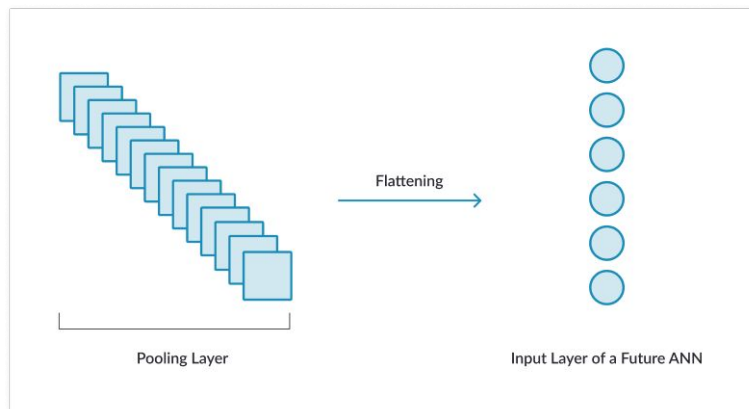 Flattening
Pooling Layer
Input Layer of a Future ANN